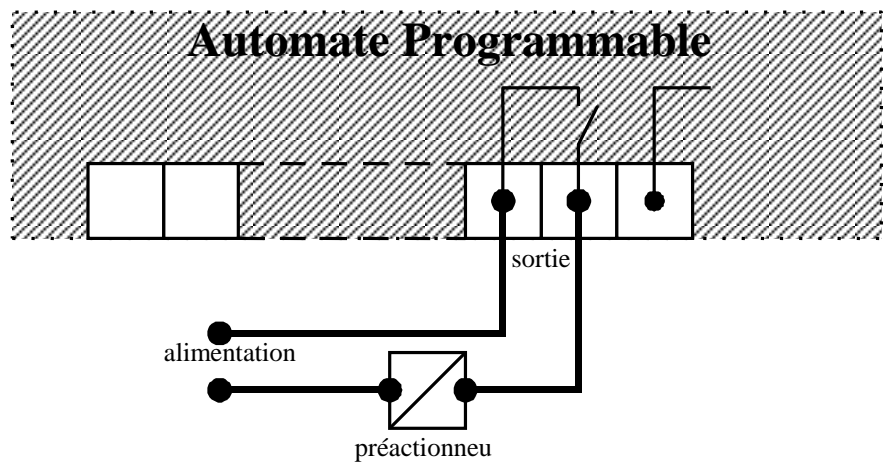 Automate Programmable
sortie
alimentation
préactionneu